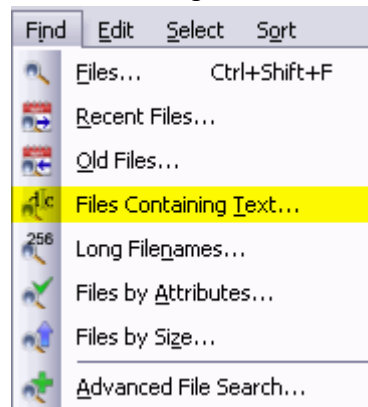 Find Edit Select Sort
Files... Ctrl+Shift+F
Recent Files...
Old Files...
Files Containing Text...
256 Long Filenames...
Files by Attributes...
Files by Size...
Advanced File Search...